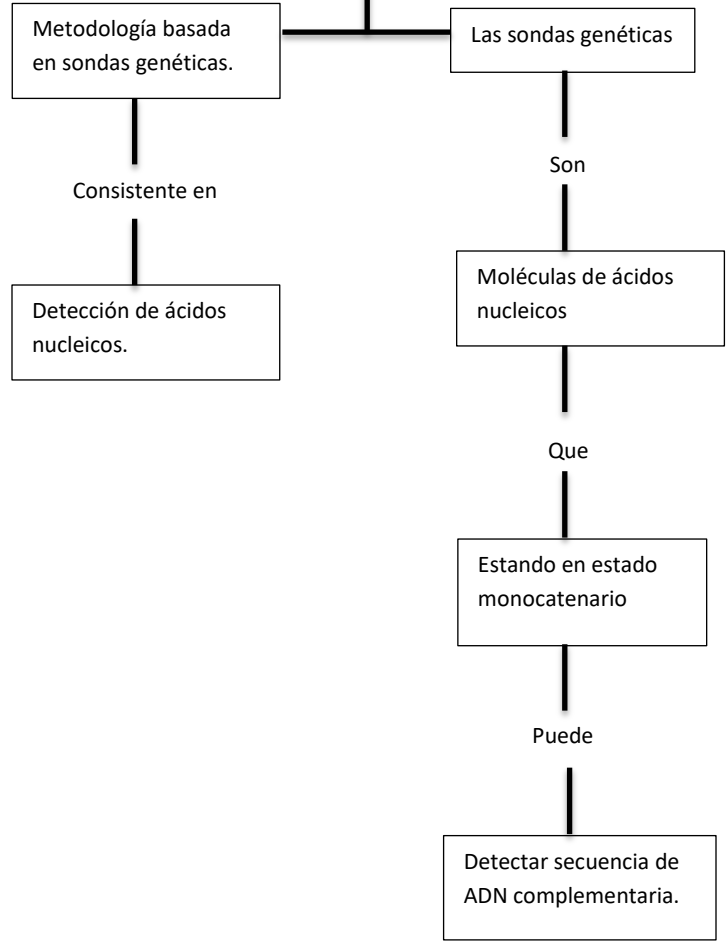 Metodología basada
en sondas genéticas.
Consistente en
Detección de ácidos
nucleicos.
Las sondas genéticas
Son
Moléculas de ácidos
nucleicos
Que
Estando en estado
monocatenario
Puede
Detectar secuencia de
ADN complementaria.